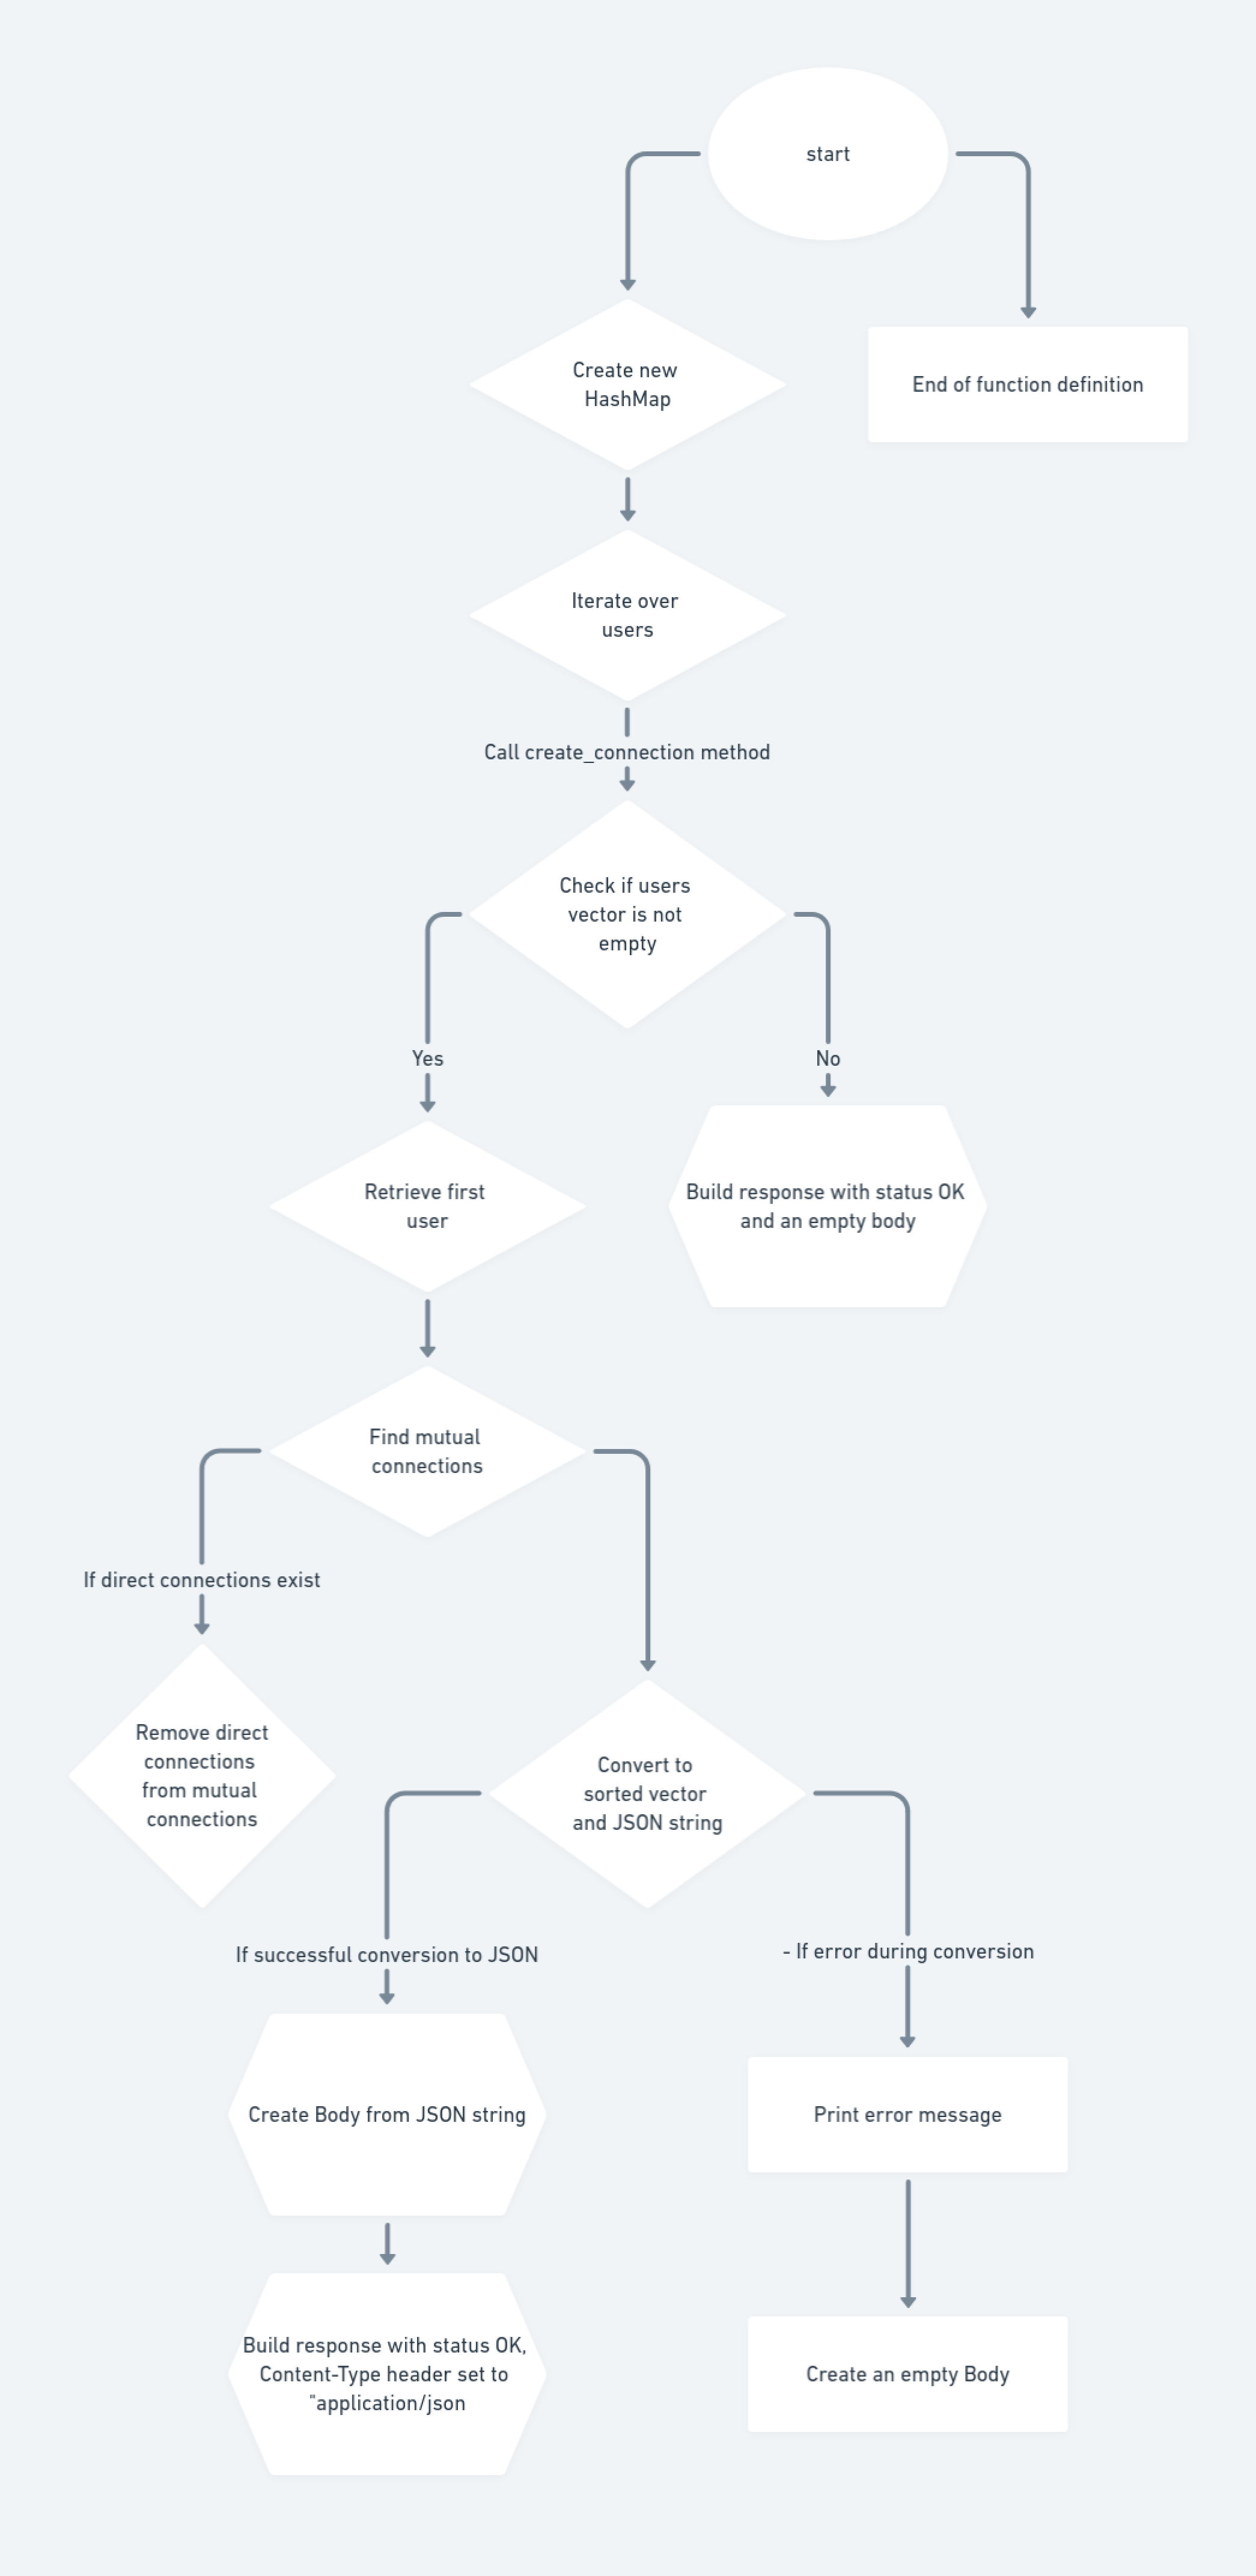 start
Create new
HashMap
End of function definition
Iterate over
users
Call create_connection method
Check if users
vector is not
empty
Yes
No
Retrieve first
user
Build response with status OK
and an empty body
Find mutual
connections
If direct connections exist
Remove direct
connections
from mutual
connections
Convert to
sorted vector
and JSON string
If successful conversion to JSON
- If error during conversion
Create Body from JSON string
Print error message
Build response with status OK,
Content-Type header set to
"application/json
Create an empty Body